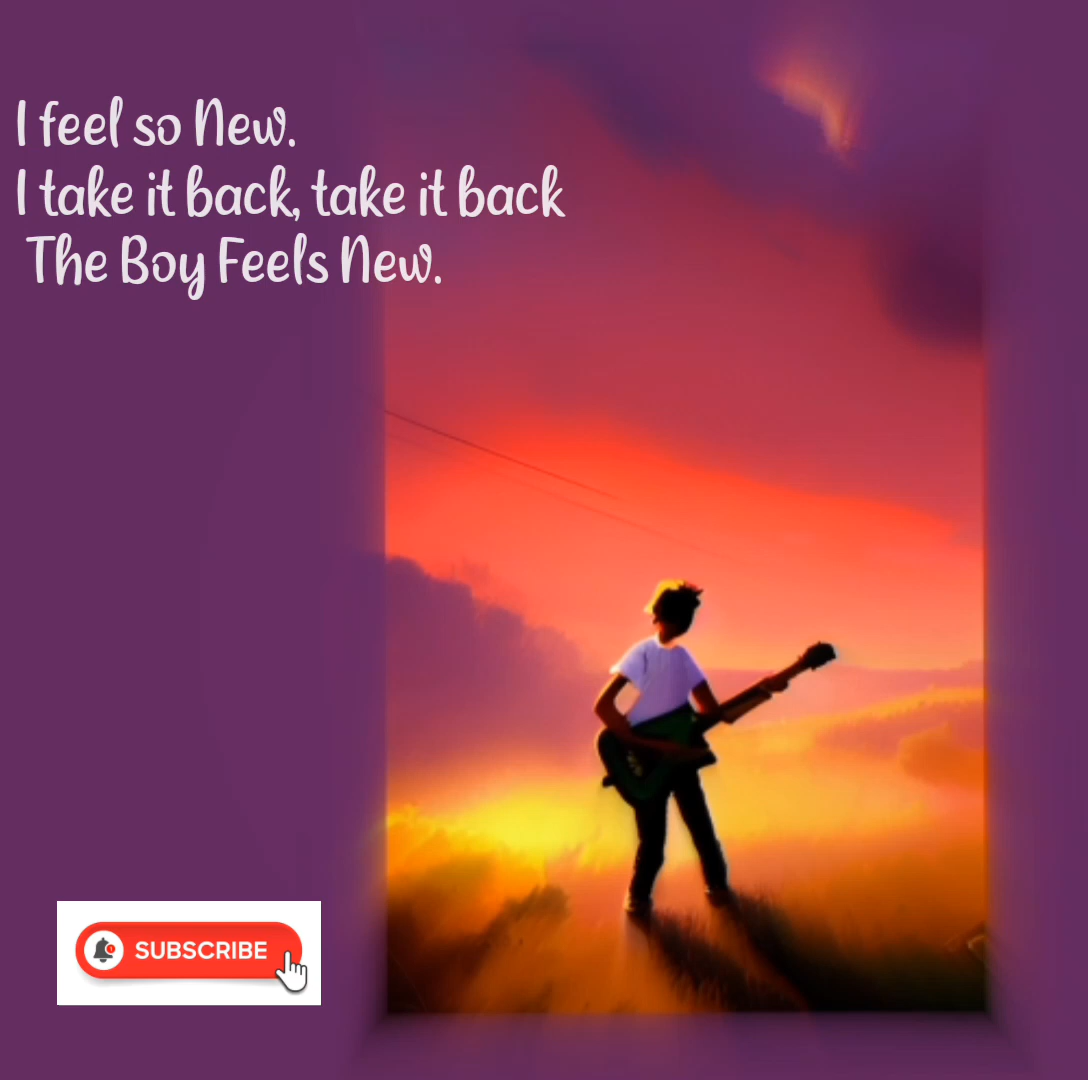 I feel so New.
I take it back, take it back
The Boy Feels New.
SUBSCRIBE